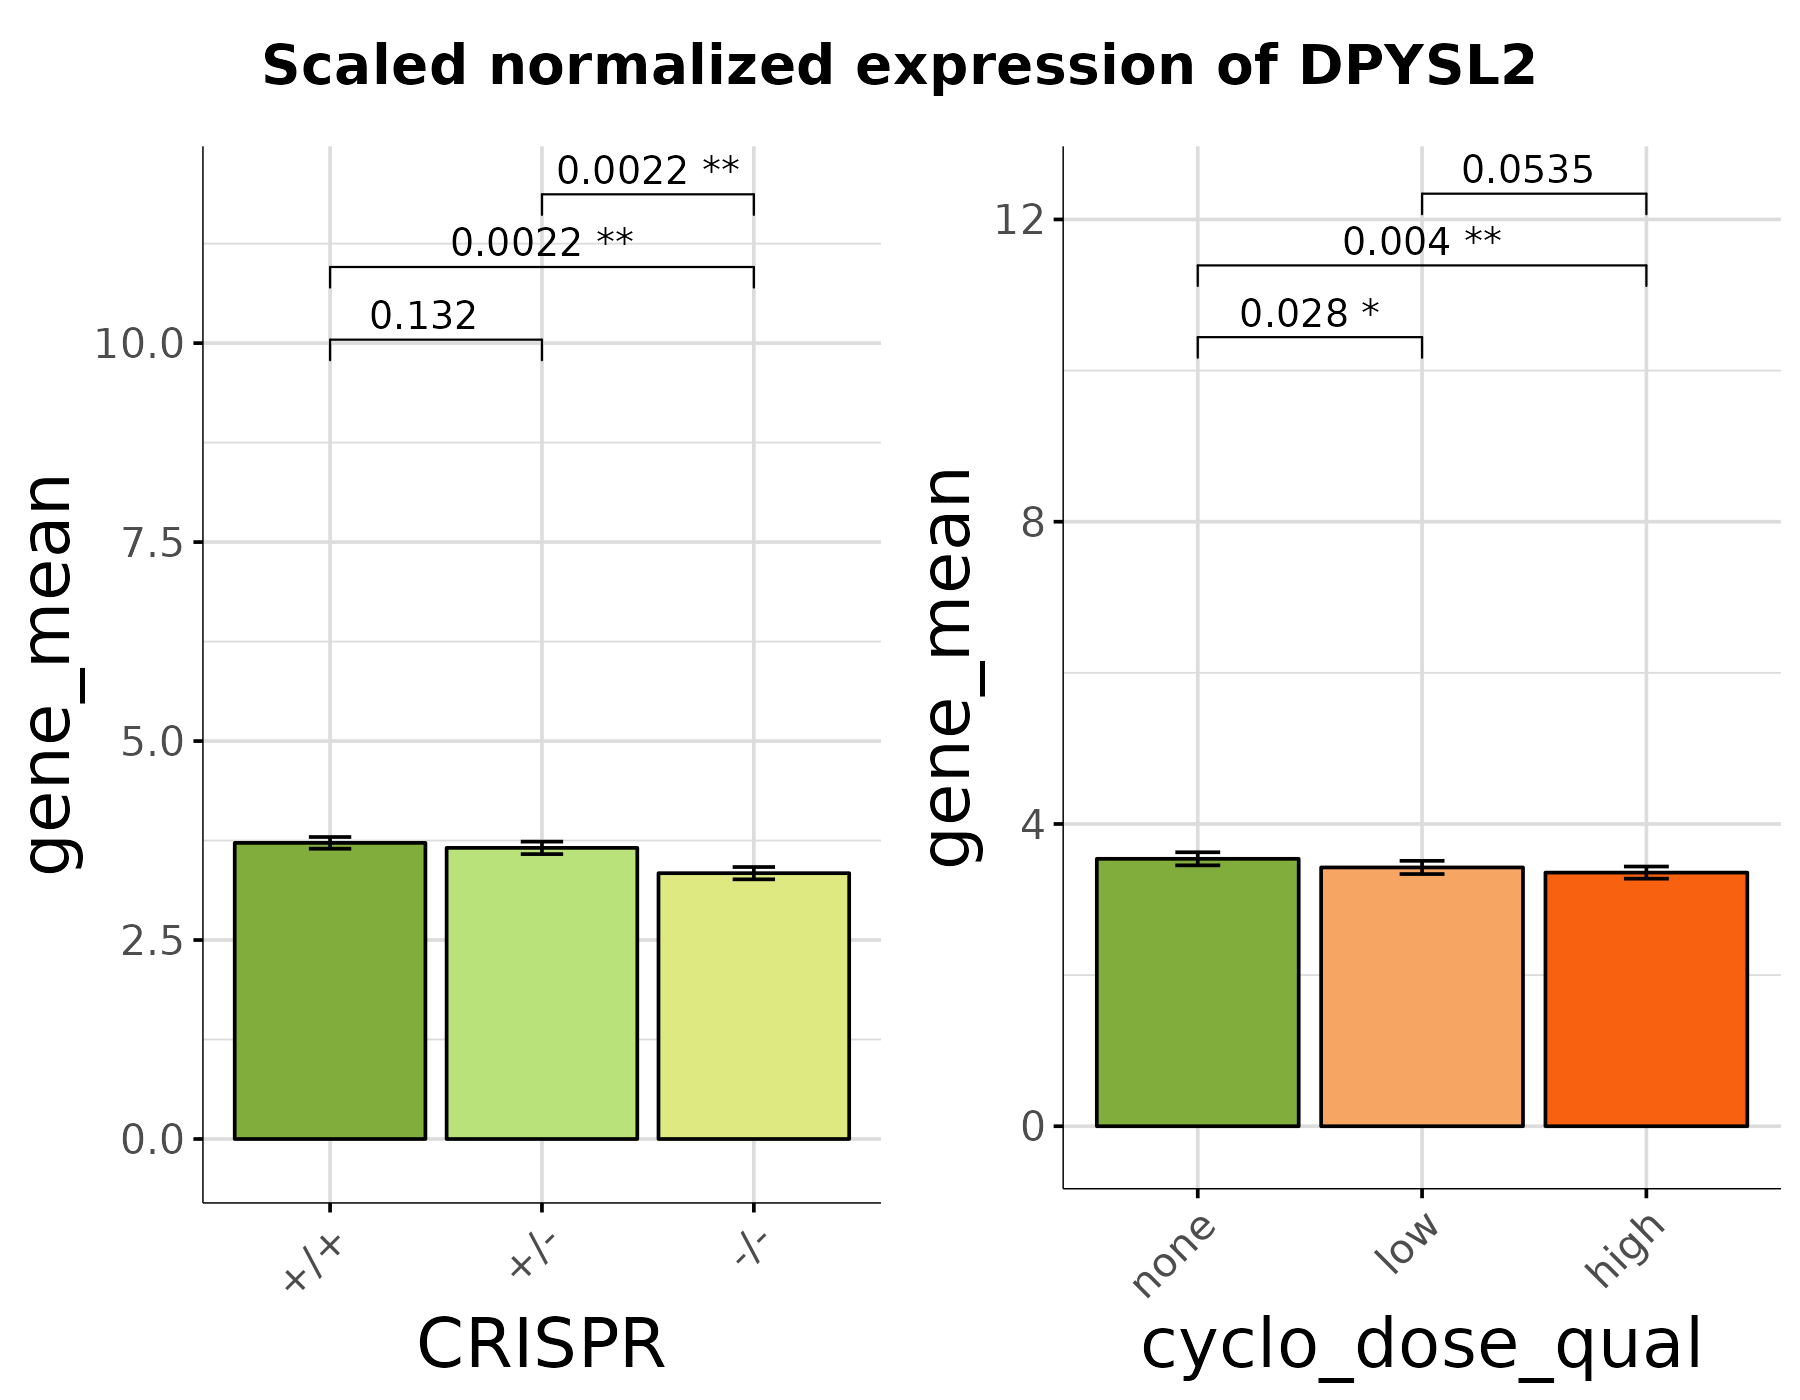 Scaled normalized expression of DPYSL2
gene_mean
10.0
7.5
5.0
2.5
0.0
0.0022 **
0.0022 **
0.132
+/+
+/-
-/-
CRISPR
gene_mean
12
8
4
0
0.0535
0.004 **
0.028 *
none
low
high
cyclo_dose_qual